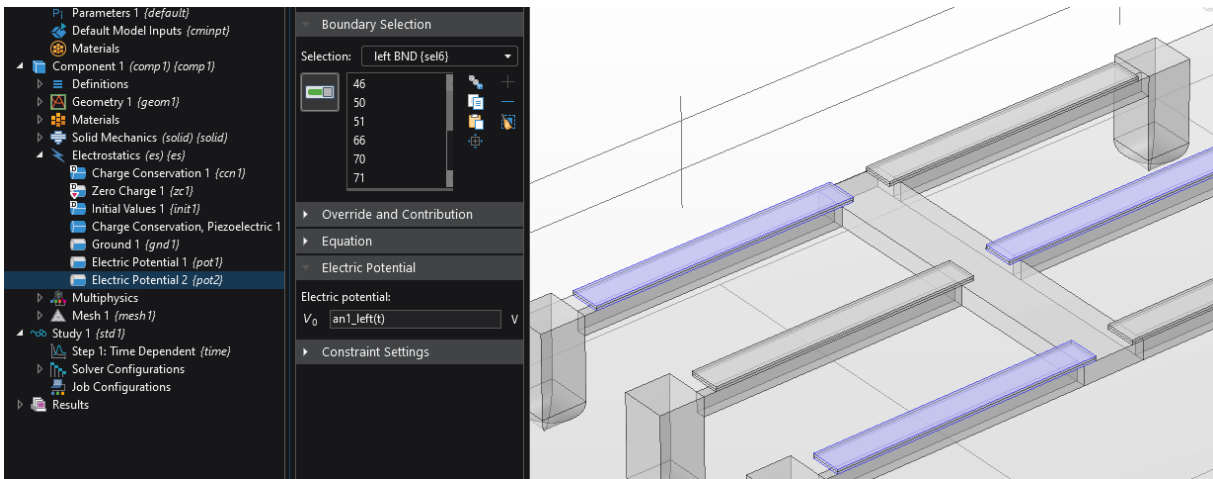 Pi Parameters 1 {default}
Default Model Inputs {cminpt}
Materials
Component 1 (comp1) {comp1}
Definitions
Geometry 1 {geom1}
Materials
Solid Mechanics (solid) {solid}
Electrostatics (es) {es}
Charge Conservation 1 {ccn1}
Zero Charge 1 {zc1}
Initial Values 1 {init1}
Charge Conservation, Piezoelectric 1
Ground 1 {gnd1}
Electric Potential 1 {pot1}
Electric Potential 2 {pot2}
Multiphysics
Mesh 1 {mesh1}
Study 1 {std1}
Step 1: Time Dependent {time}
Solver Configurations
Job Configurations
Results
Boundary Selection
Selection: left BND {sel6}
46
50
51
66
70
71
Override and Contribution
Equation
Electric Potential
Electric potential:
V0 an1_left(t) V
Constraint Settings